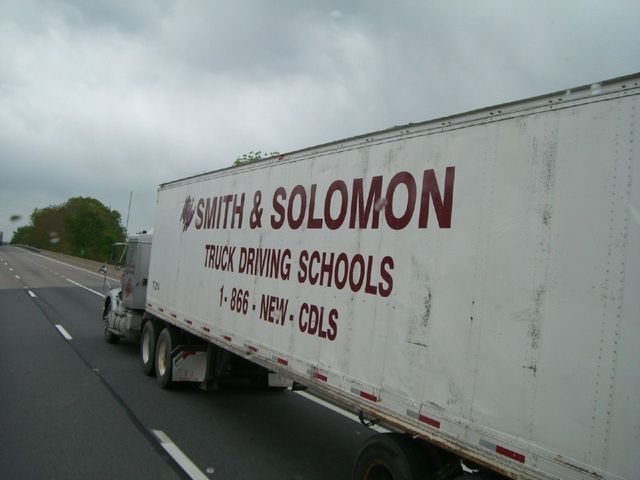 SMITH & SOLOMON
TRUCK DRIVING SCHOOLS
1-866-NEW-CDLS